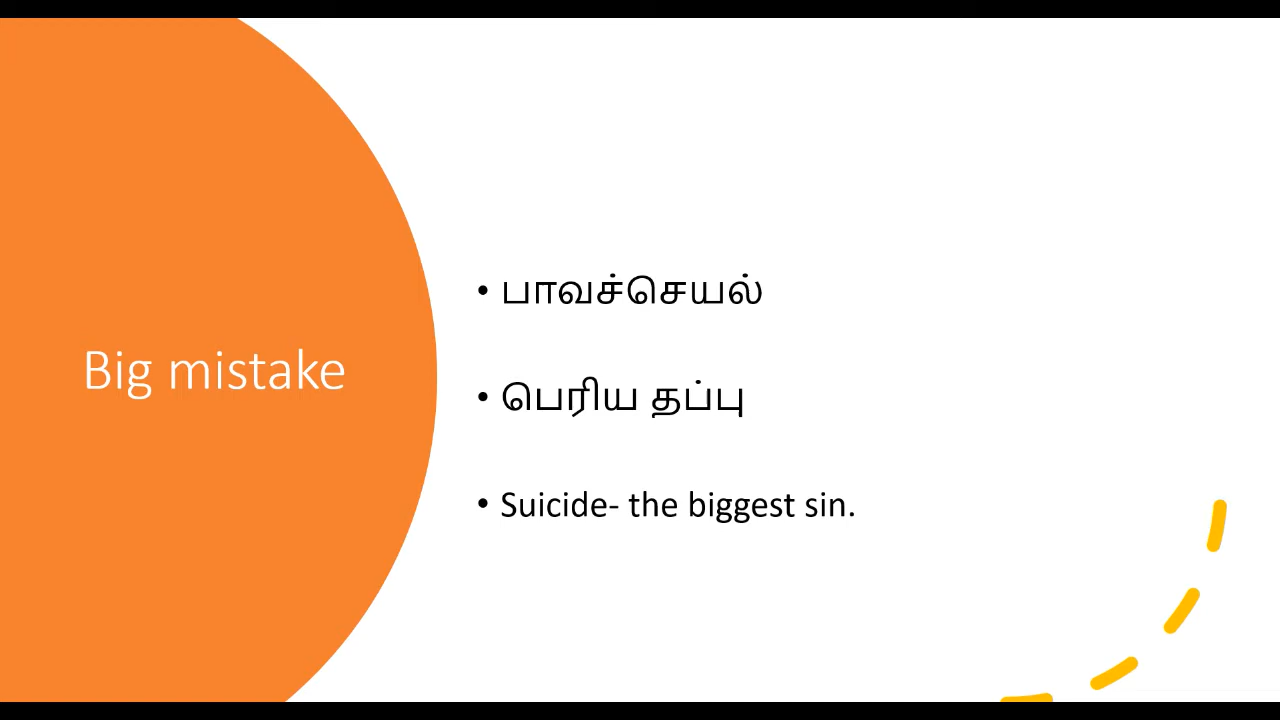 Big mistake
• பாவச்செயல்
• பெரிய தப்பு
• Suicide- the biggest sin.